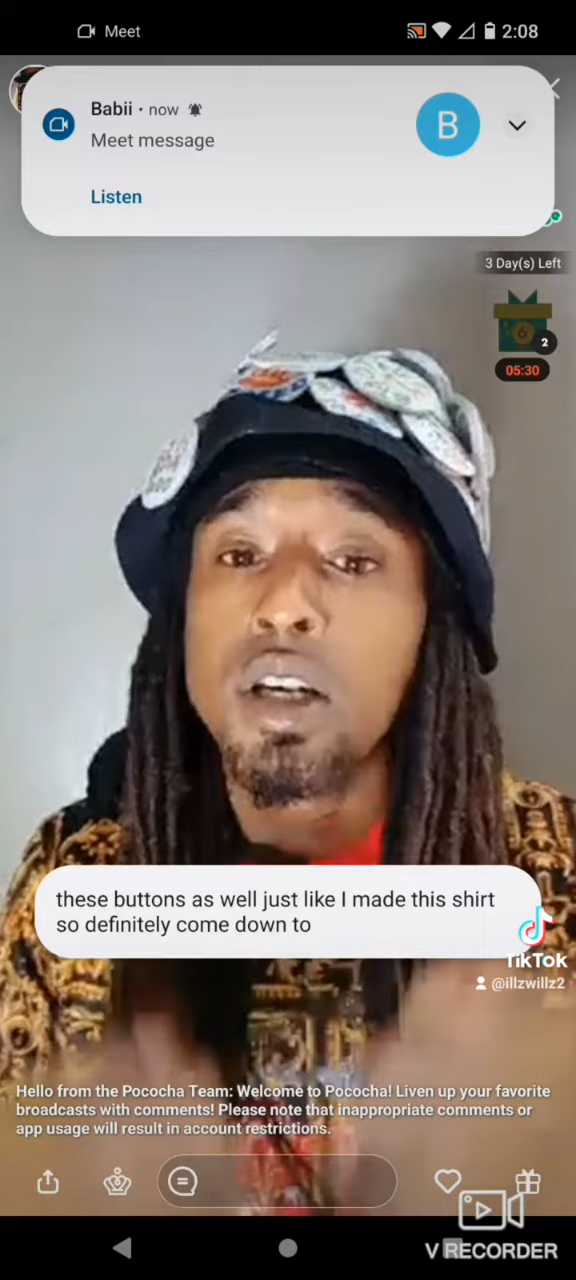 Meet
2:08
Babii • now
Meet message
B
Listen
3 Day(s) Left
6
2
05:30
these buttons as well just like I made this shirt
so definitely come down to
TikTok
@illzwillz2
Hello from the Pococha Team: Welcome to Pococha! Liven up your favorite
broadcasts with comments! Please note that inappropriate comments or
app usage will result in account restrictions.
V RECORDER